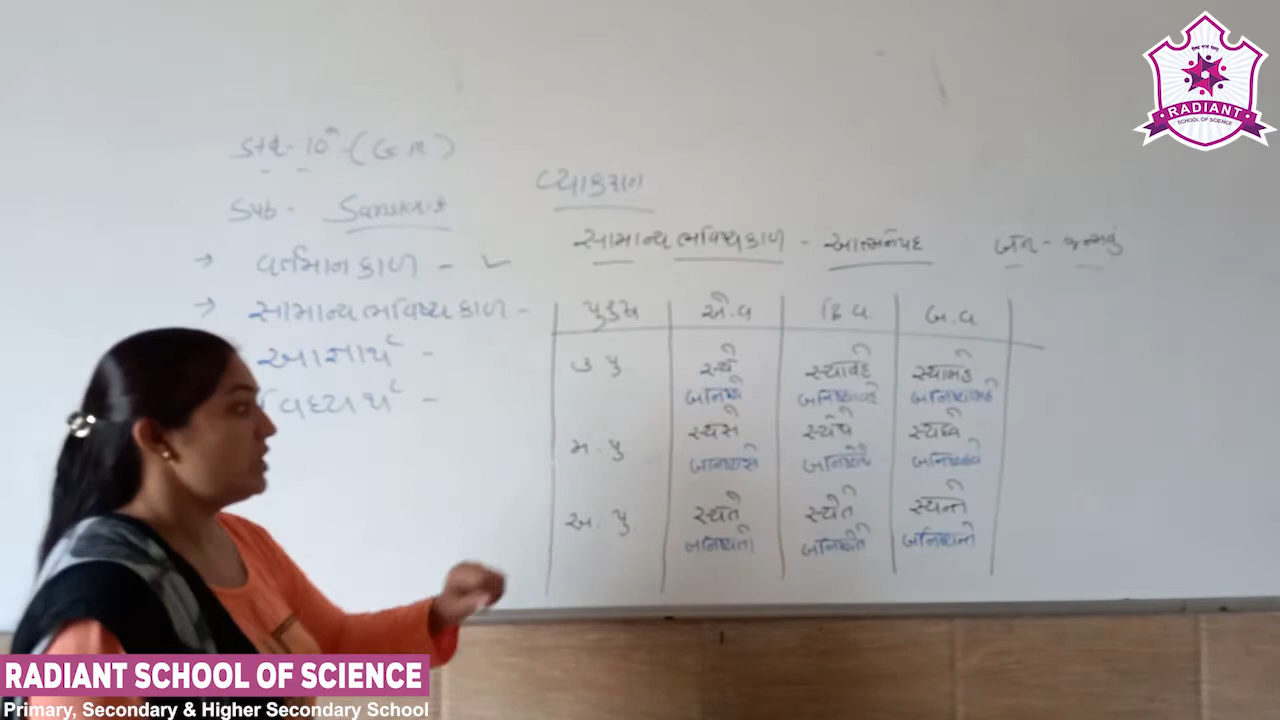 Std - 10th - (G.M)
Sub - Sanskrit
વ્યાકરણ
સામાન્ય ભવિષ્યકાળ - આત્મનેપદ જન્ - જન્મવું
→ વર્તમાનકાળ - ✓
→ સામાન્ય ભવિષ્યકાળ -
આજ્ઞાર્થ -
વિધ્યર્થ -
પુરુષ એ.વ દ્વિ વ બ.વ
ઉ પુ સ્યે સ્યાવહે સ્યામહે
જનિષ્યે જનિષ્યાવહે જનિષ્યામહે
મ. પુ સ્યસે સ્યેથે સ્યધ્વે
જનિષ્યસે જનિષ્યેથે જનિષ્યધ્વે
અ. પુ. સ્યતે સ્યેતે સ્યન્તે
જનિષ્યતે જનિષ્યેતે જનિષ્યન્તે
RADIANT
SCHOOL OF SCIENCE
RADIANT SCHOOL OF SCIENCE
Primary, Secondary & Higher Secondary School